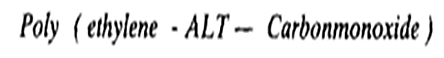 Poly ( ethylene - ALT — Carbonmonoxide )